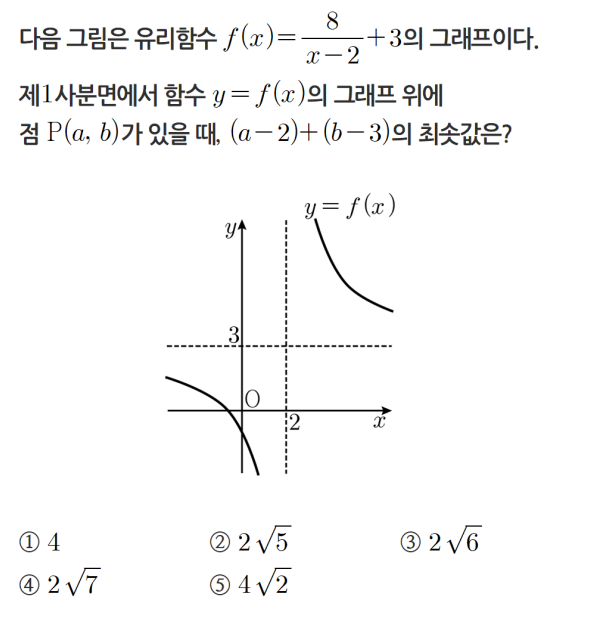 다음 그림은 유리함수 f(x)=8/(x-2)+3의 그래프이다.
제1사분면에서 함수 y=f(x)의 그래프 위에
점 P(a, b)가 있을 때, (a-2)+(b-3)의 최솟값은?
y=f(x)
y
3
O
2
x
① 4 ② 2√5 ③ 2√6
④ 2√7 ⑤ 4√2